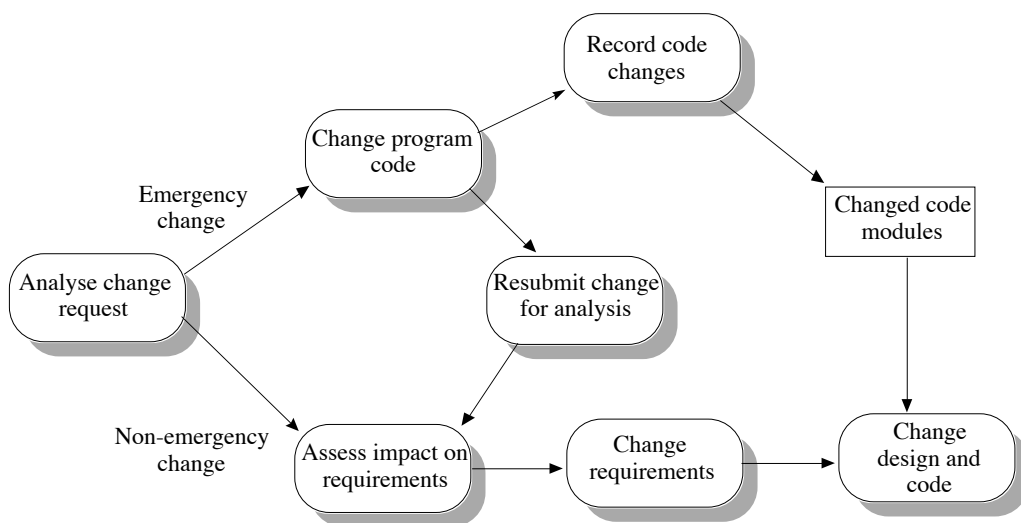 Record code
changes
Change program
code
Emergency
change
Changed code
modules
Analyse change
request
Resubmit change
for analysis
Non-emergency
change
Assess impact on
requirements
Change
requirements
Change
design and
code